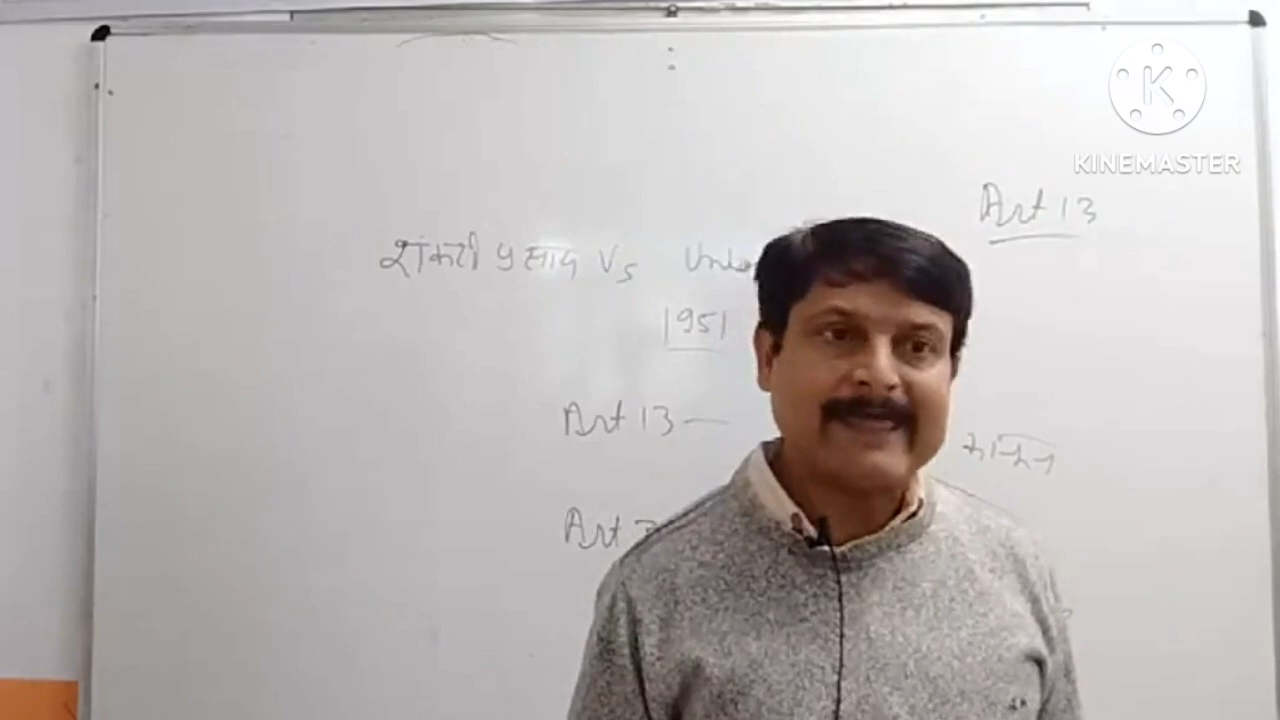 K
KINEMASTER
Art 13
शंकरी प्रसाद Vs
1951
Art 13 —
कानून
Art